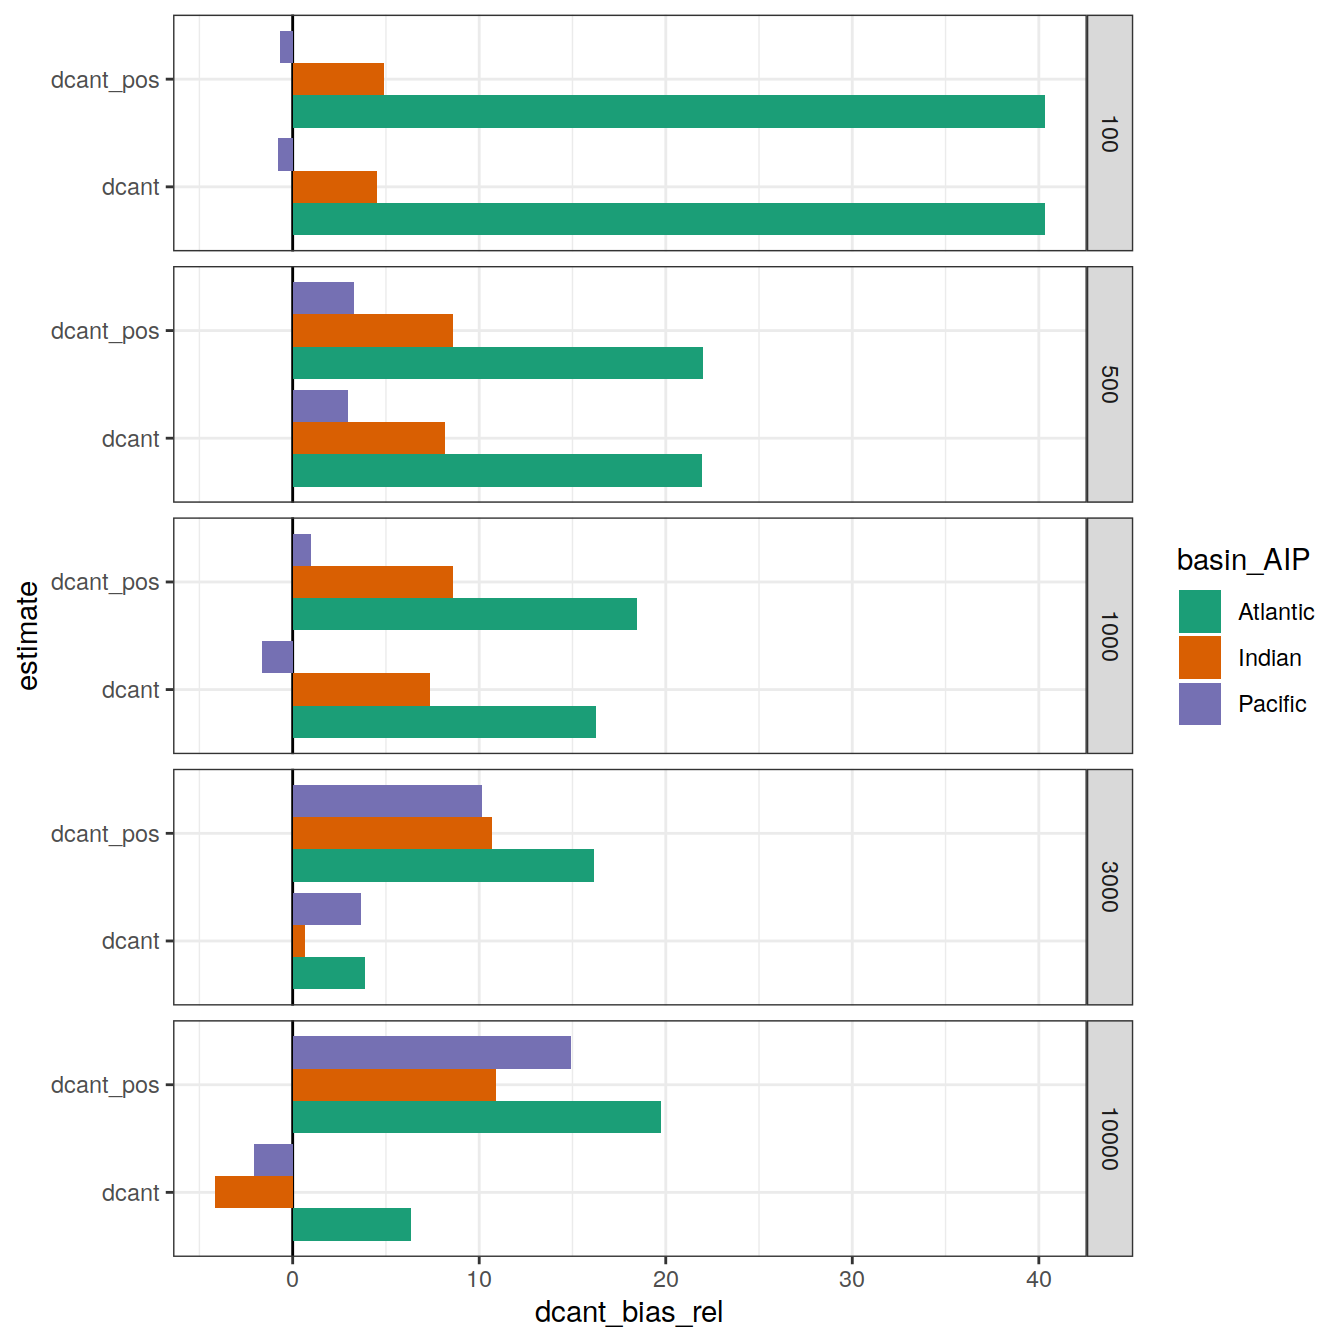 dcant_pos
dcant
100
dcant_pos
dcant
500
dcant_pos
dcant
1000
dcant_pos
dcant
3000
dcant_pos
dcant
10000
estimate
0 10 20 30 40
dcant_bias_rel
basin_AIP
Atlantic
Indian
Pacific